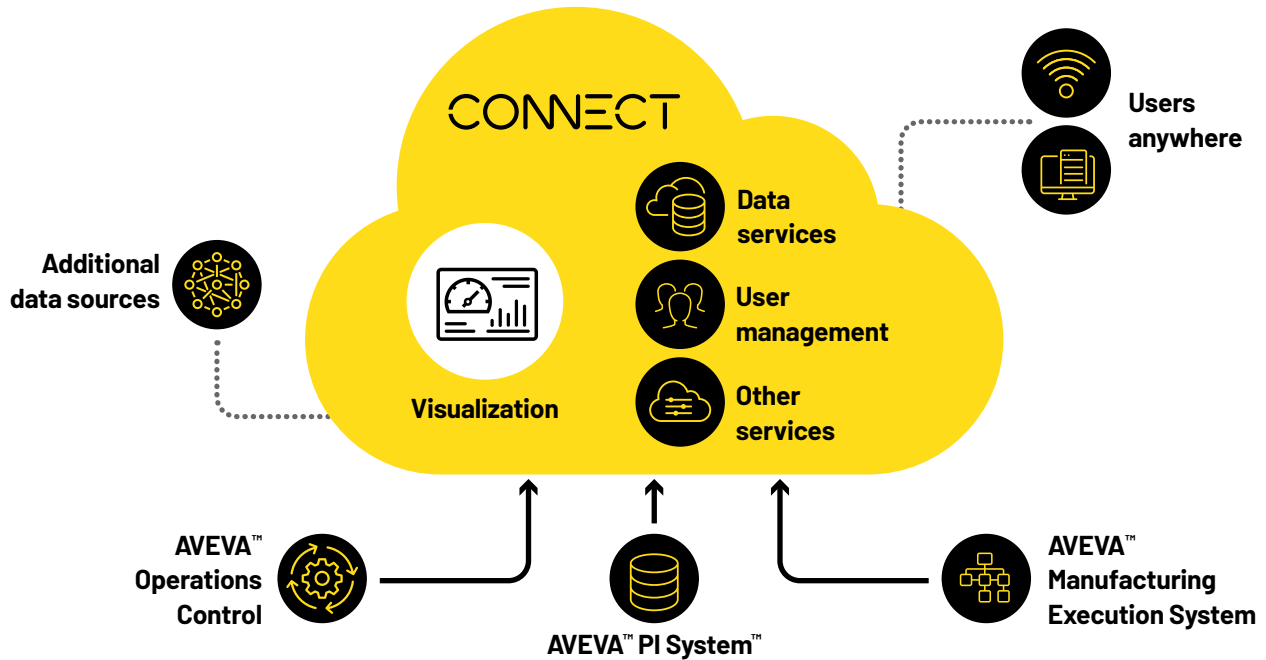 CONNECT
Users
anywhere
Data
services
Additional
data sources
User
management
Visualization
Other
services
AVEVA™
Operations
Control
AVEVA™ PI System™
AVEVA™
Manufacturing
Execution System